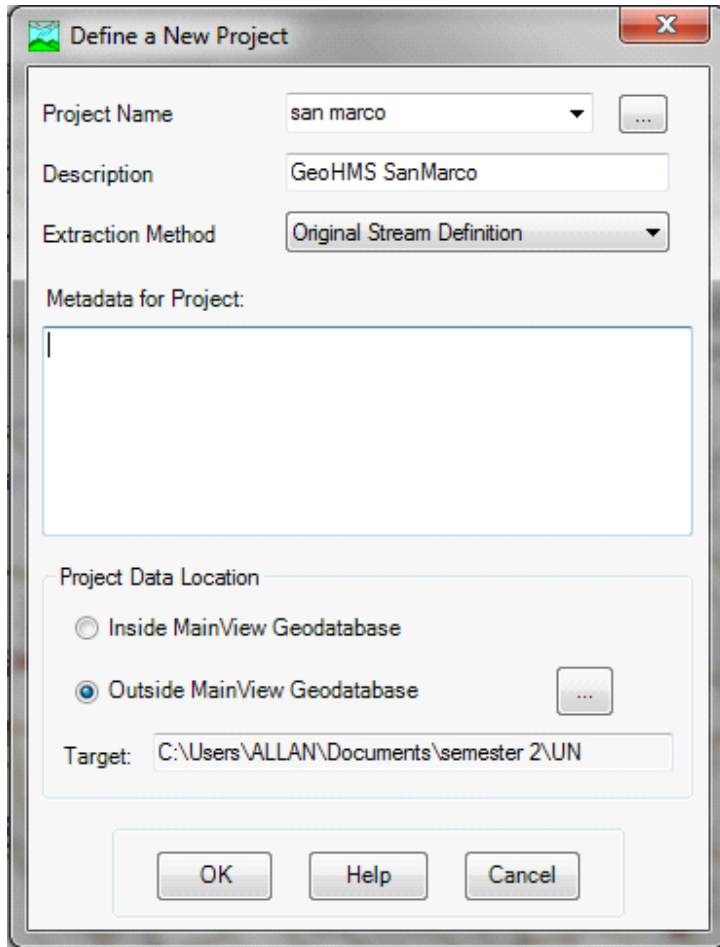 Define a New Project
Project Name san marco ...
Description GeoHMS SanMarco
Extraction Method Original Stream Definition
Metadata for Project:
Project Data Location
Inside MainView Geodatabase
Outside MainView Geodatabase ...
Target: C:\Users\ALLAN\Documents\semester 2\UN
OK Help Cancel